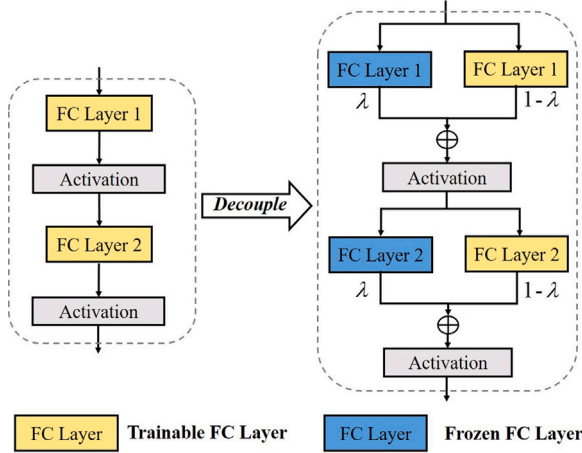 FC Layer 1
Activation
FC Layer 2
Activation
Decouple
FC Layer 1
FC Layer 1
λ
1 - λ
Activation
FC Layer 2
FC Layer 2
λ
1 - λ
Activation
FC Layer
Trainable FC Layer
FC Layer
Frozen FC Layer